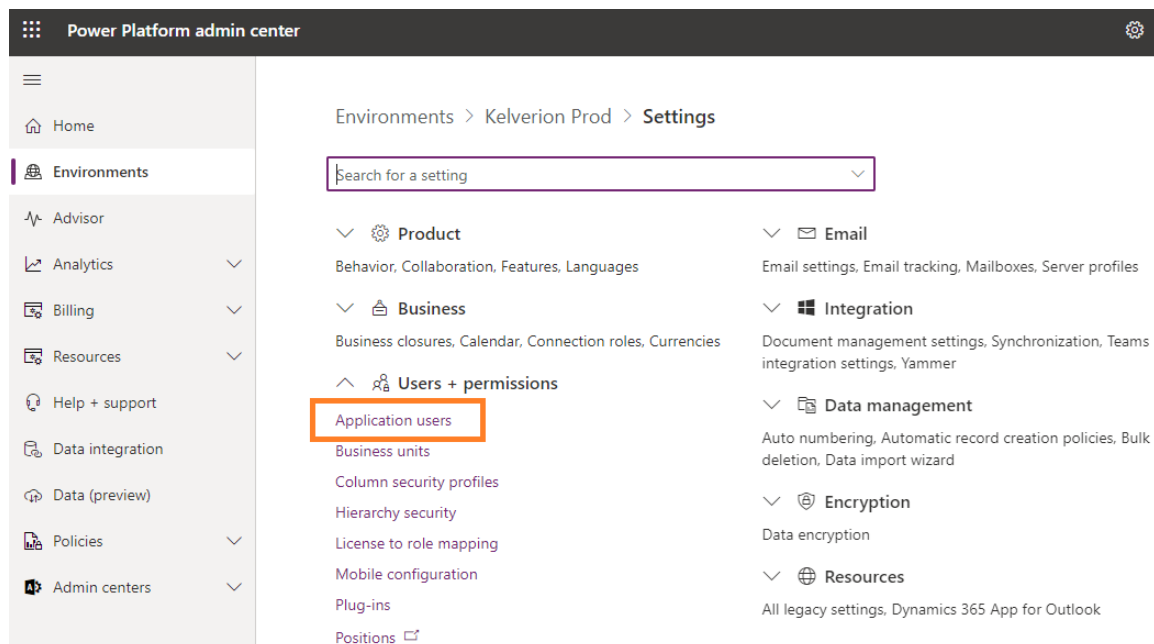 Power Platform admin center
Home
Environments
Advisor
Analytics
Billing
Resources
Help + support
Data integration
Data (preview)
Policies
Admin centers
Environments > Kelverion Prod > Settings
Search for a setting
Product
Behavior, Collaboration, Features, Languages
Business
Business closures, Calendar, Connection roles, Currencies
Users + permissions
Application users
Business units
Column security profiles
Hierarchy security
License to role mapping
Mobile configuration
Plug-ins
Positions
Email
Email settings, Email tracking, Mailboxes, Server profiles
Integration
Document management settings, Synchronization, Teams
integration settings, Yammer
Data management
Auto numbering, Automatic record creation policies, Bulk
deletion, Data import wizard
Encryption
Data encryption
Resources
All legacy settings, Dynamics 365 App for Outlook